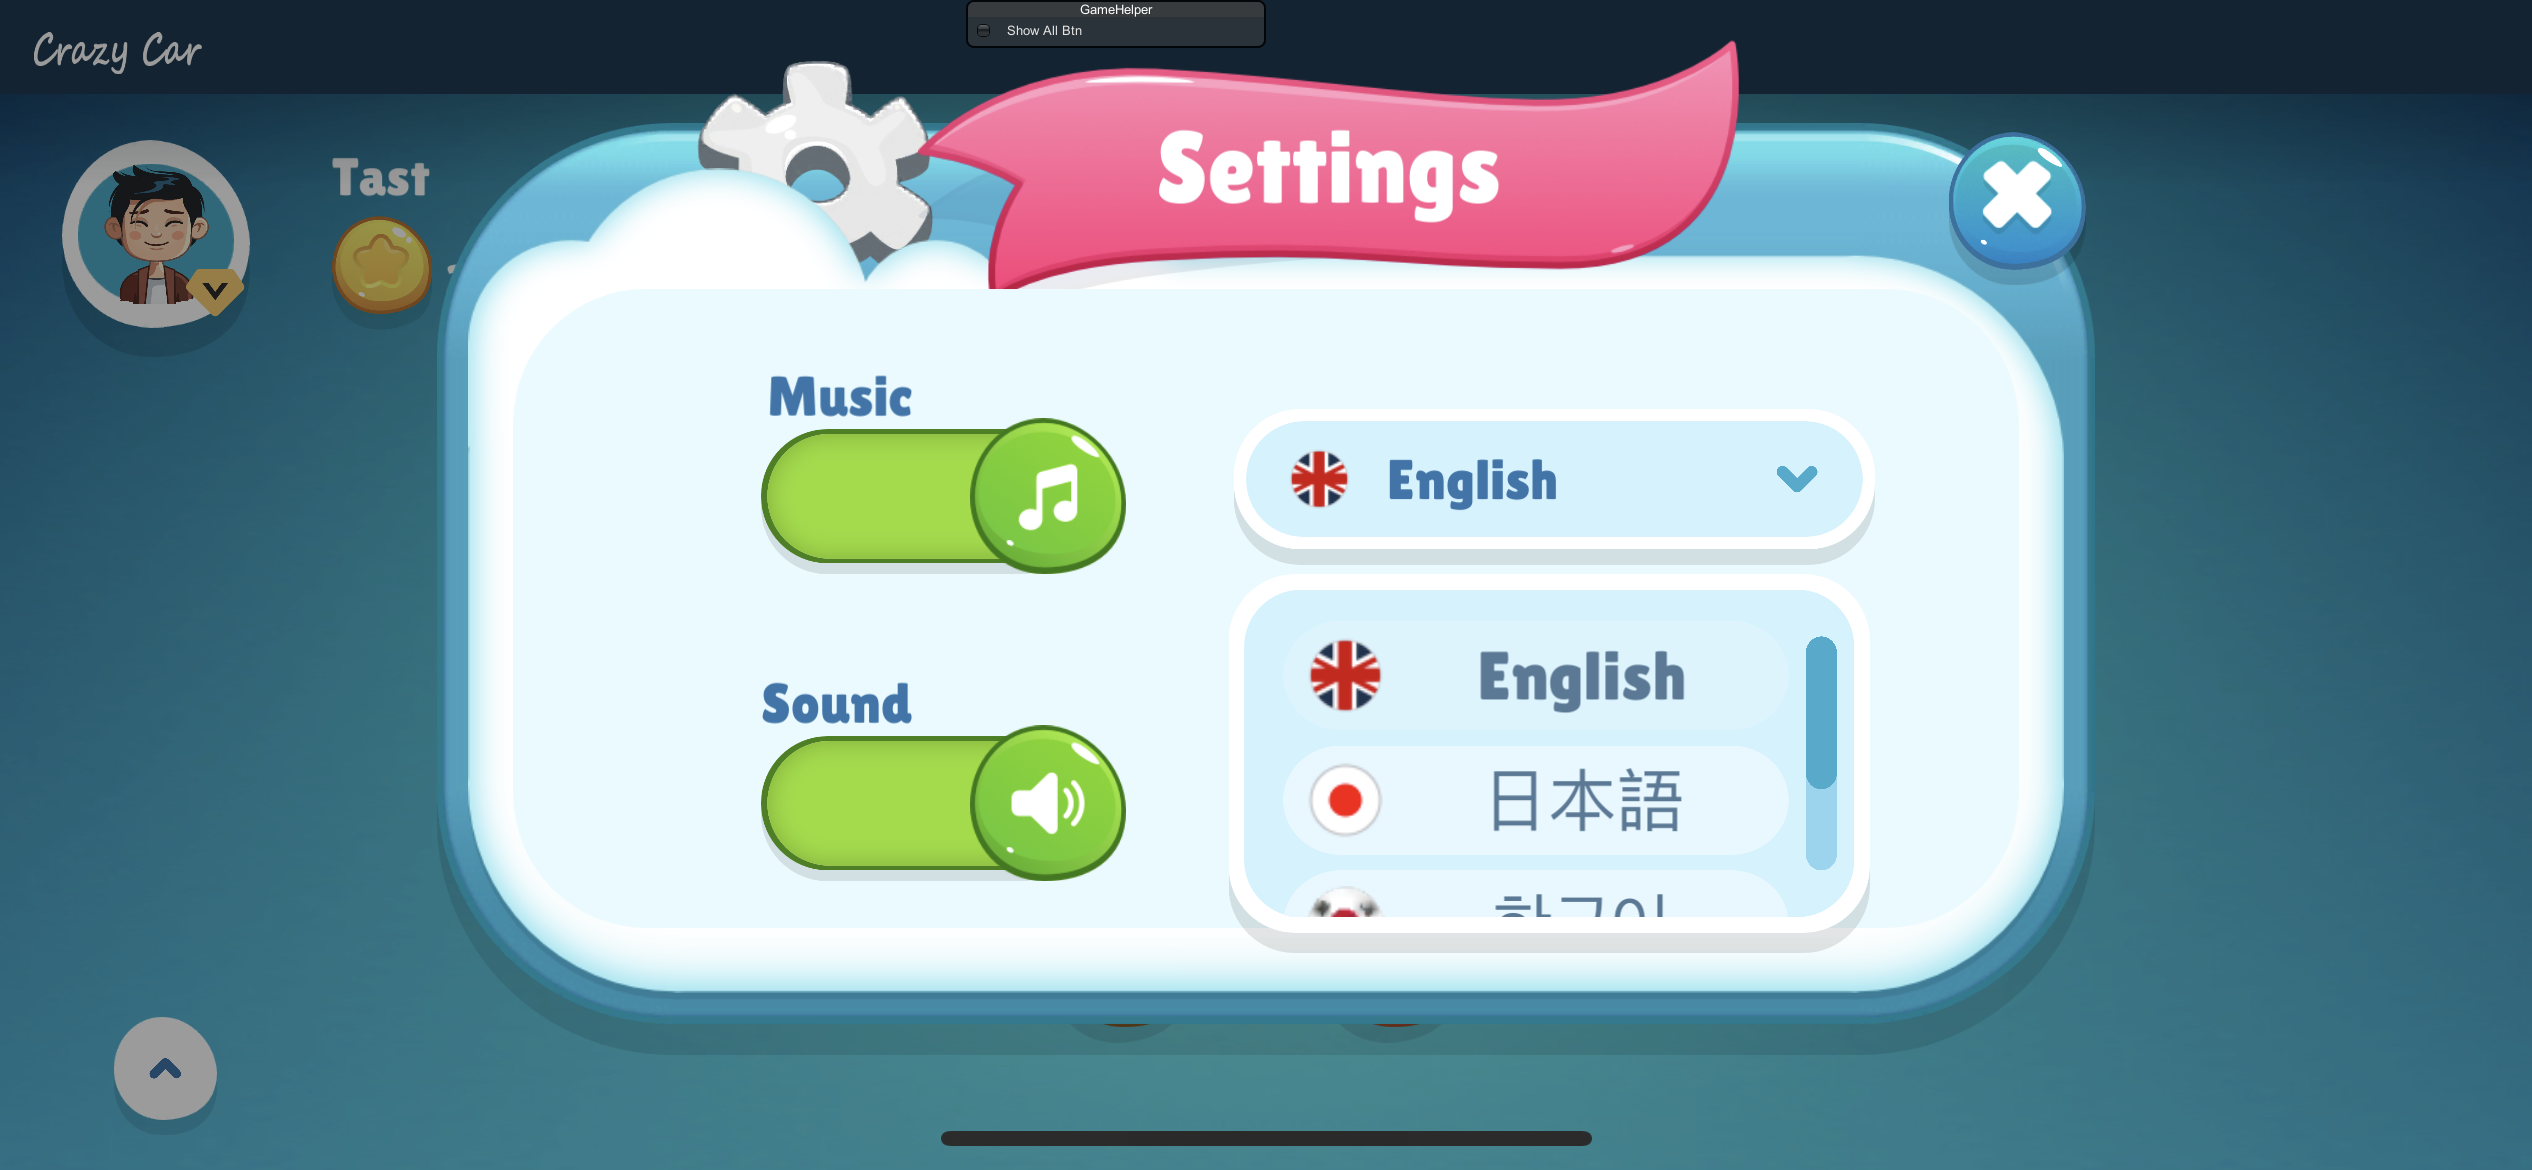 GameHelper
Show All Btn
Crazy Car
Settings
Tast
Music
English
Sound
English
日本語